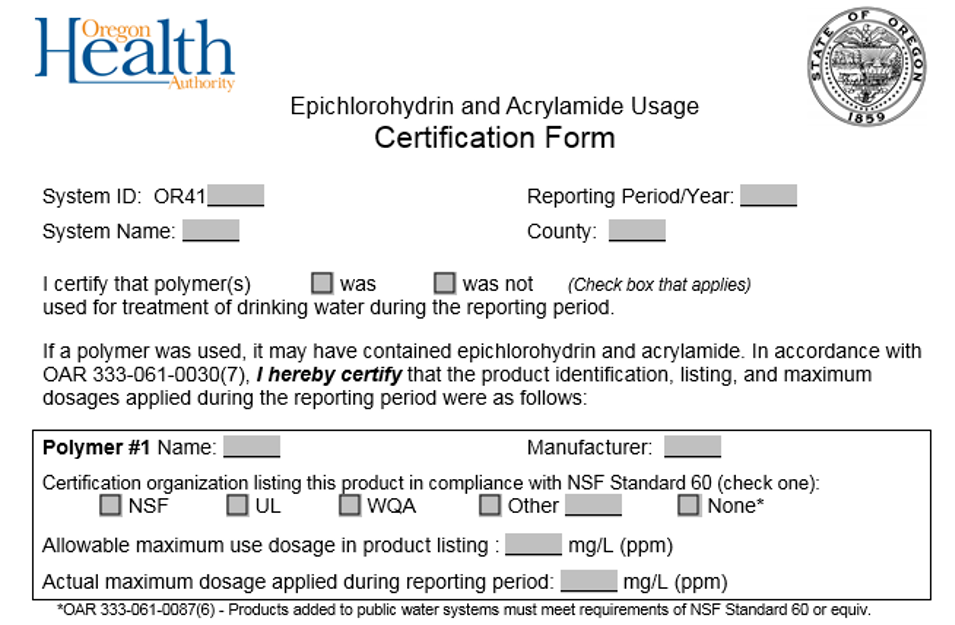 Oregon
Health
Authority
STATE OF OREGON
1859
Epichlorohydrin and Acrylamide Usage
Certification Form
System ID: OR41
Reporting Period/Year:
System Name:
County:
I certify that polymer(s) was was not (Check box that applies)
used for treatment of drinking water during the reporting period.
If a polymer was used, it may have contained epichlorohydrin and acrylamide. In accordance with
OAR 333-061-0030(7), I hereby certify that the product identification, listing, and maximum
dosages applied during the reporting period were as follows:
Polymer #1 Name:
Manufacturer:
Certification organization listing this product in compliance with NSF Standard 60 (check one):
NSF UL WQA Other None*
Allowable maximum use dosage in product listing : mg/L (ppm)
Actual maximum dosage applied during reporting period: mg/L (ppm)
*OAR 333-061-0087(6) - Products added to public water systems must meet requirements of NSF Standard 60 or equiv.